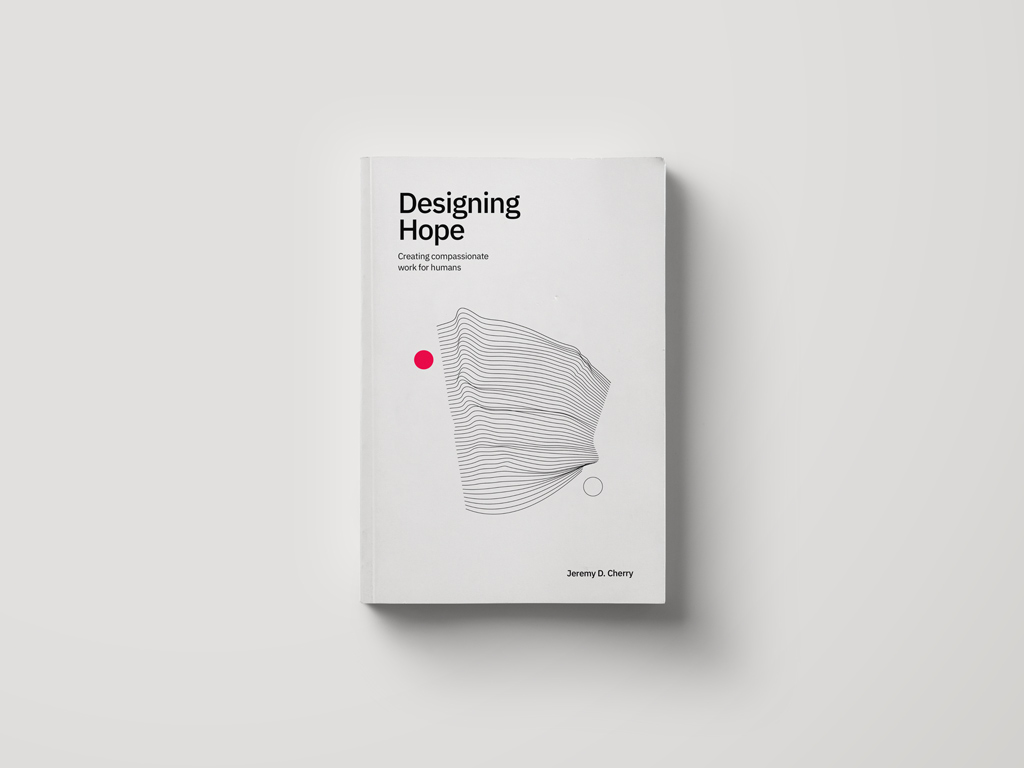 Designing
Hope
Creating compassionate
work for humans
Jeremy D. Cherry